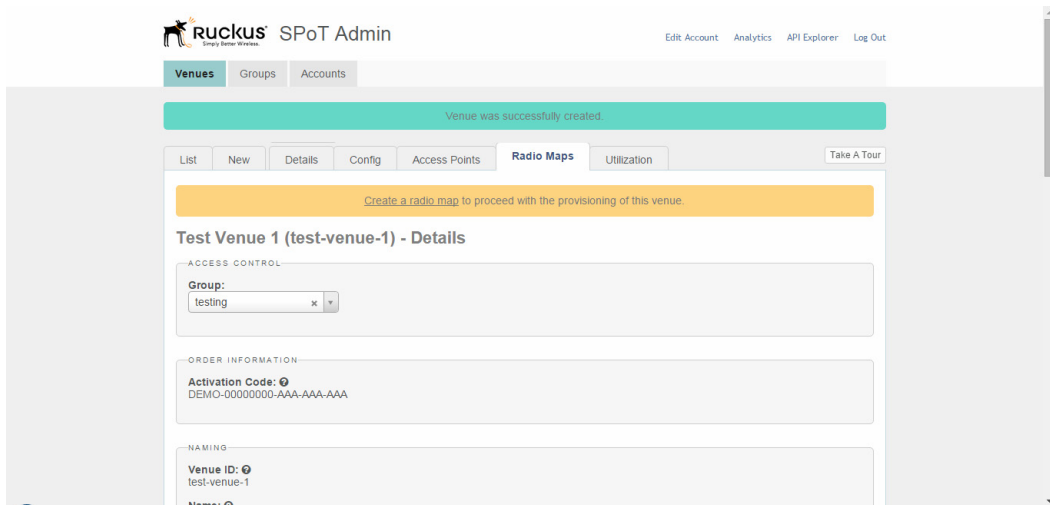 Ruckus SPoT Admin
Simply Better Wireless.
Edit Account Analytics API Explorer Log Out
Venues Groups Accounts
Venue was successfully created.
List New Details Config Access Points Radio Maps Utilization Take A Tour
Create a radio map to proceed with the provisioning of this venue.
Test Venue 1 (test-venue-1) - Details
ACCESS CONTROL
Group:
testing
ORDER INFORMATION
Activation Code:
DEMO-00000000-AAA-AAA-AAA
NAMING
Venue ID:
test-venue-1
Name: